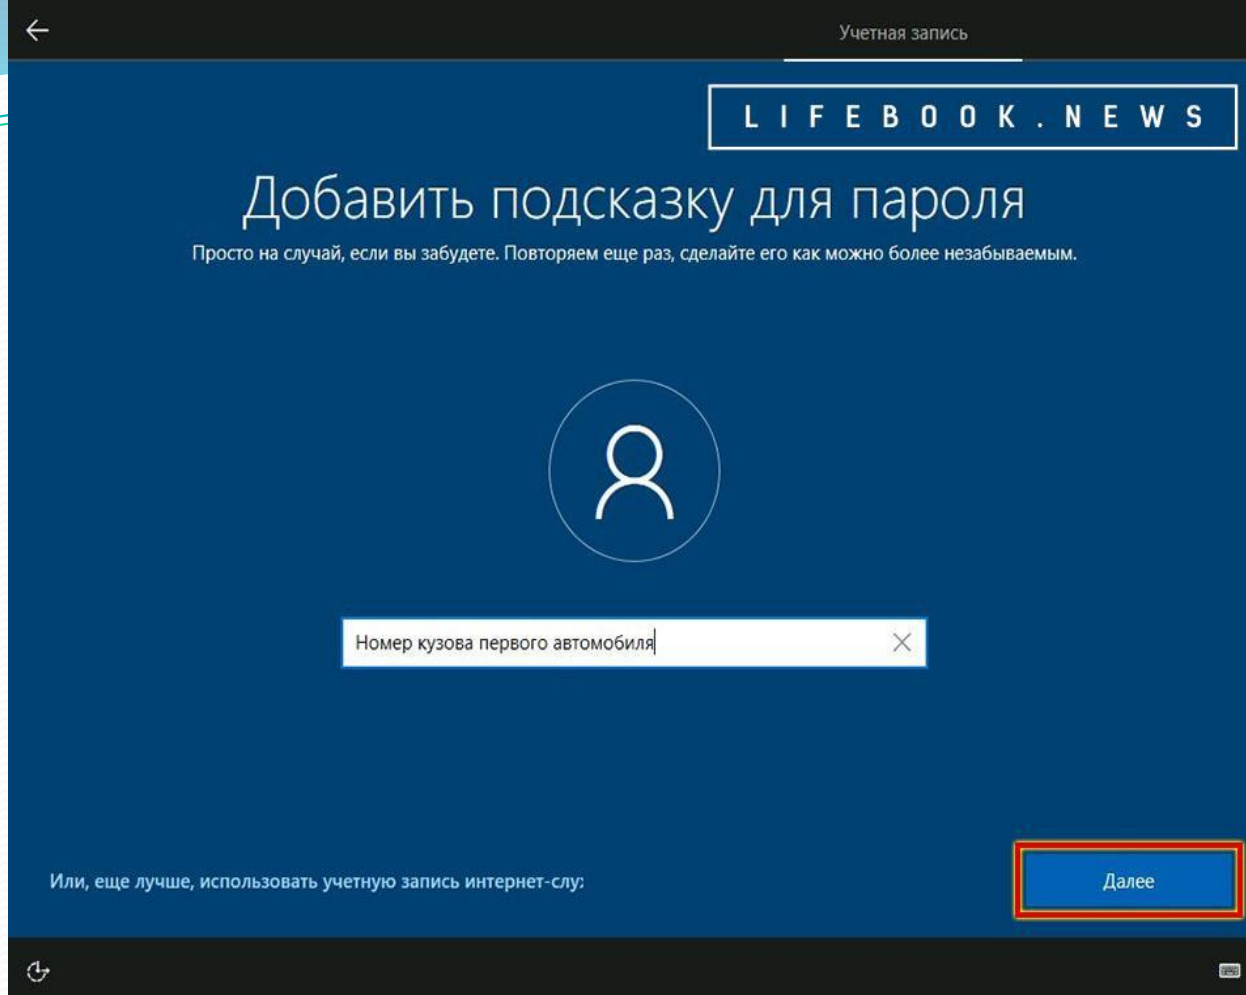 Учетная запись
LIFEBOOK.NEWS
Добавить подсказку для пароля
Просто на случай, если вы забудете. Повторяем еще раз, сделайте его как можно более незабываемым.
Номер кузова первого автомобиля
Или, еще лучше, использовать учетную запись интернет-слу:
Далее